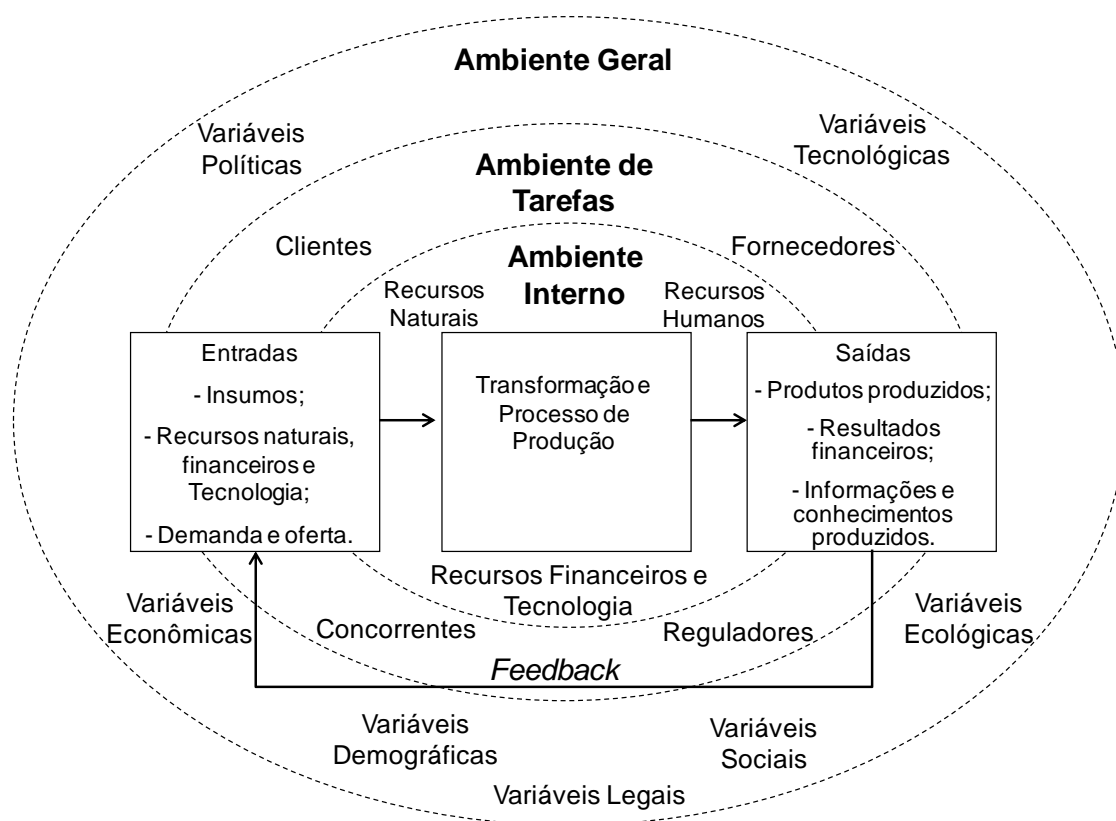 Ambiente Geral
Variáveis
Políticas
Variáveis
Tecnológicas
Ambiente de
Tarefas
Clientes
Fornecedores
Ambiente
Interno
Recursos
Naturais
Recursos
Humanos
Entradas
- Insumos;
- Recursos naturais,
financeiros e
Tecnologia;
- Demanda e oferta.
Transformação e
Processo de
Produção
Saídas
- Produtos produzidos;
- Resultados
financeiros;
- Informações e
conhecimentos
produzidos.
Recursos Financeiros e
Tecnologia
Variáveis
Econômicas
Concorrentes
Reguladores
Variáveis
Ecológicas
Feedback
Variáveis
Demográficas
Variáveis
Sociais
Variáveis Legais